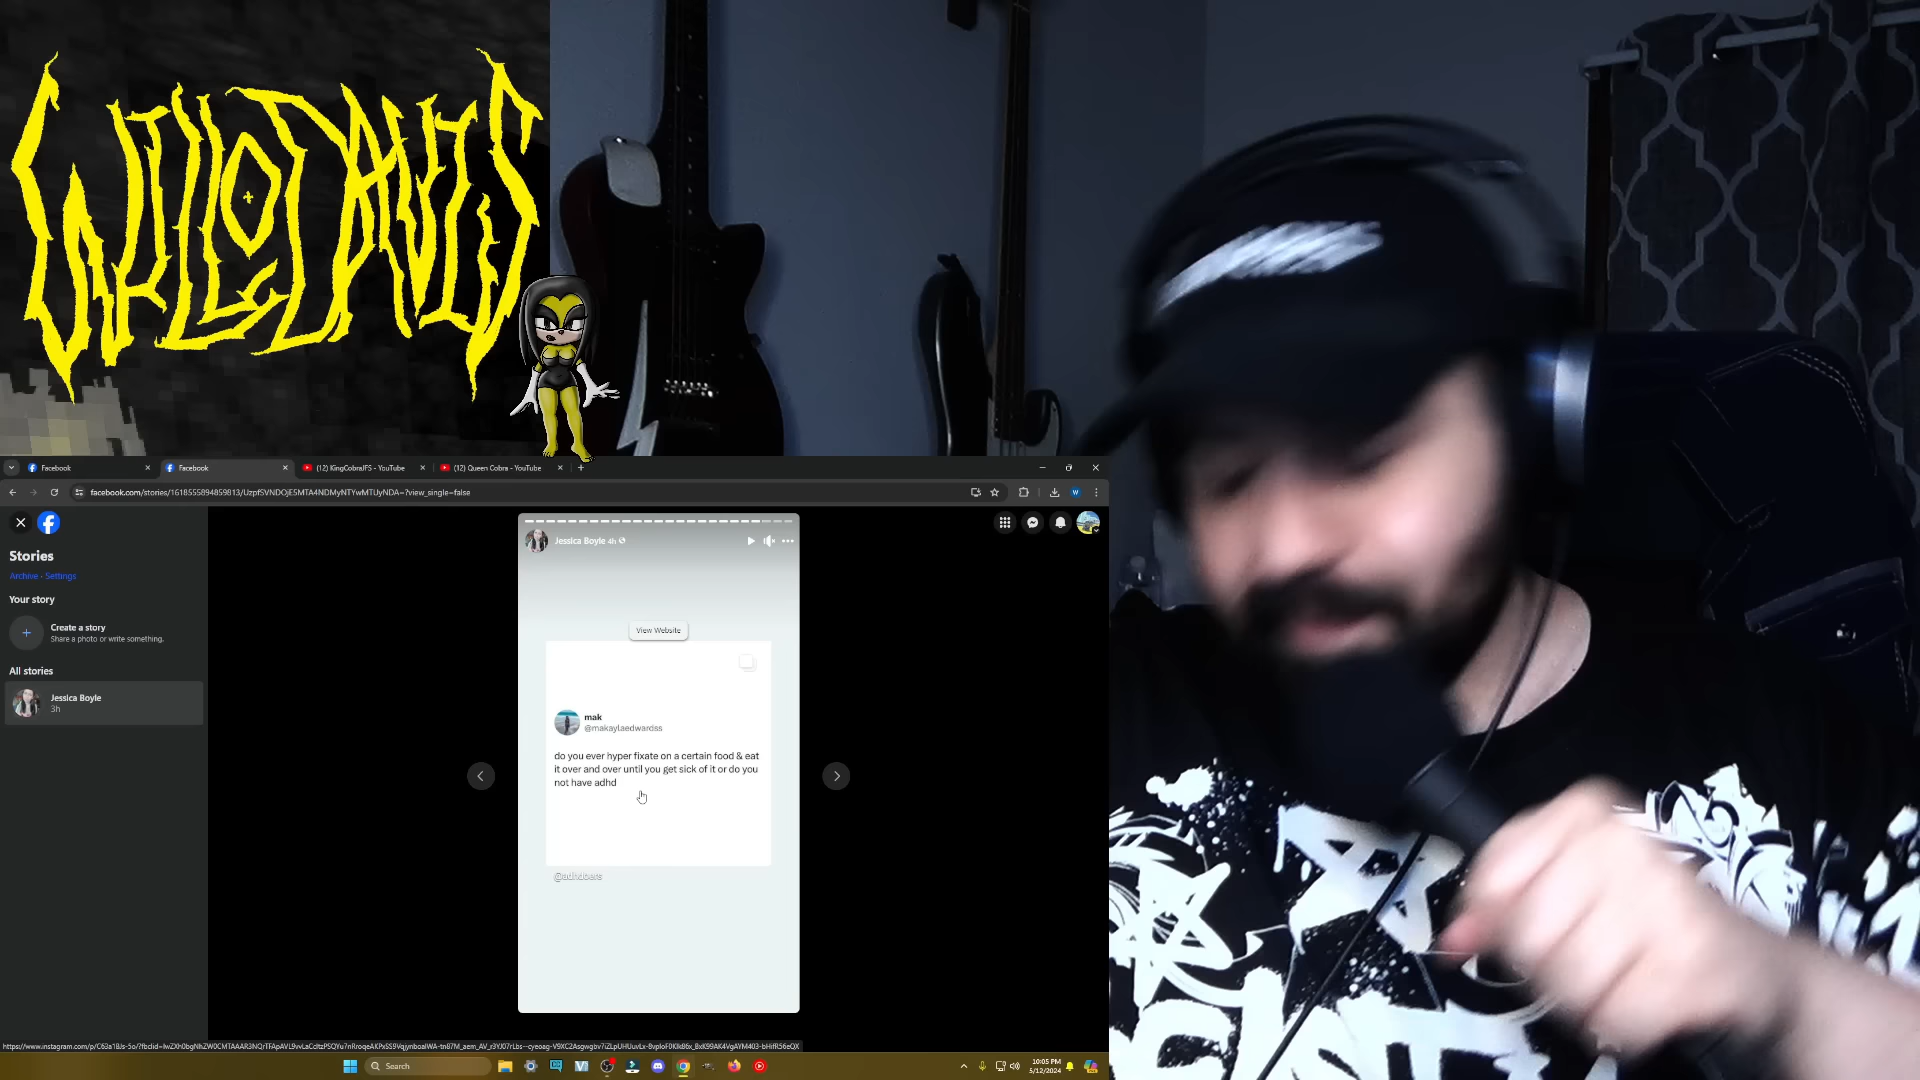 WILLDAVIS
Facebook
Facebook
(12) KingCobraJFS - YouTube
(12) Queen Cobra - YouTube
Stories
Archive · Settings
Your story
Create a story
Share a photo or write something.
All stories
Jessica Boyle
3h
Jessica Boyle 4h
View Website
mak
@makaylaedwardss
do you ever hyper fixate on a certain food & eat
it over and over until you get sick of it or do you
not have adhd
@adhdbase
Search
10:05 PM
5/12/2024